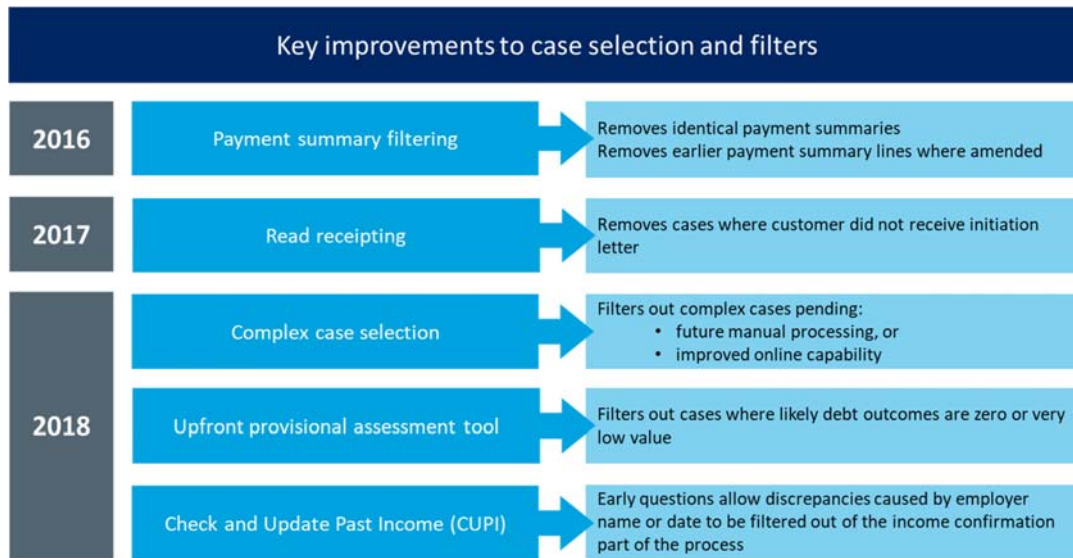 Key improvements to case selection and filters
2016
Payment summary filtering
Removes identical payment summaries
Removes earlier payment summary lines where amended
2017
Read receipting
Removes cases where customer did not receive initiation
letter
2018
Complex case selection
Filters out complex cases pending:
• future manual processing, or
• improved online capability
Upfront provisional assessment tool
Filters out cases where likely debt outcomes are zero or very
low value
Check and Update Past Income (CUPI)
Early questions allow discrepancies caused by employer
name or date to be filtered out of the income confirmation
part of the process